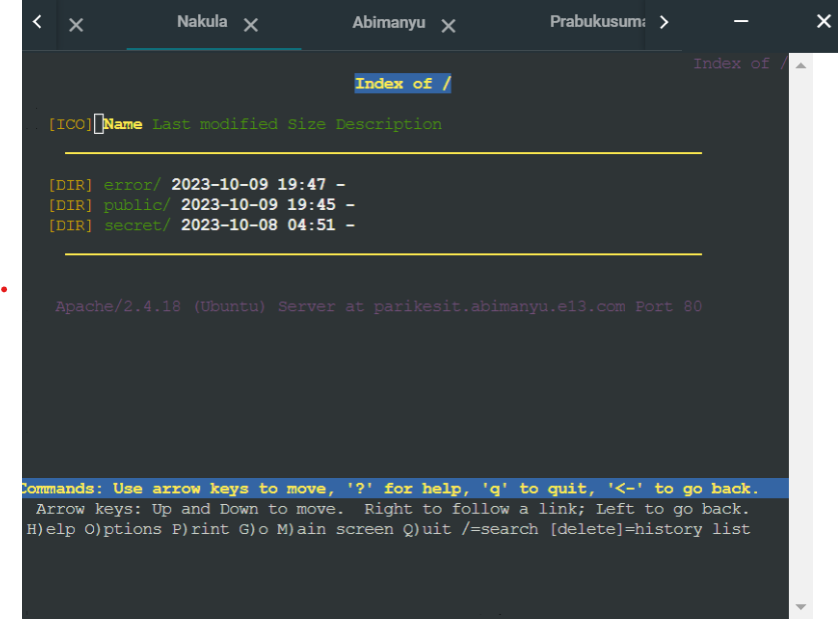 Nakula Abimanyu Prabukusuma
Index of /
Index of /
[ICO] Name Last modified Size Description
[DIR] error/ 2023-10-09 19:47 -
[DIR] public/ 2023-10-09 19:45 -
[DIR] secret/ 2023-10-08 04:51 -
Apache/2.4.18 (Ubuntu) Server at parikesit.abimanyu.e13.com Port 80
Commands: Use arrow keys to move, '?' for help, 'q' to quit, '<-' to go back.
Arrow keys: Up and Down to move. Right to follow a link; Left to go back.
H)elp O)ptions P)rint G)o M)ain screen Q)uit /=search [delete]=history list